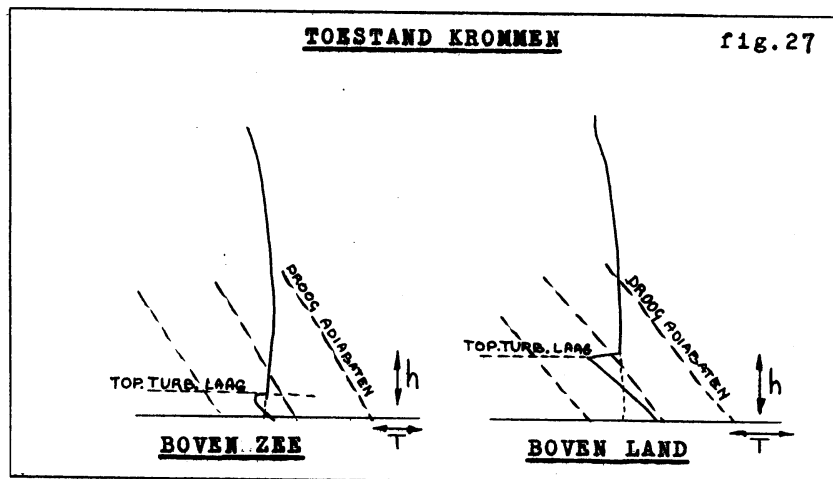 TOESTAND KROMMEN
fig.27
DROOG ADIABATEN
TOP. TURB. LAAG
h
T
BOVEN ZEE
DROOG ADIABATEN
TOP. TURB. LAAG
h
T
BOVEN LAND